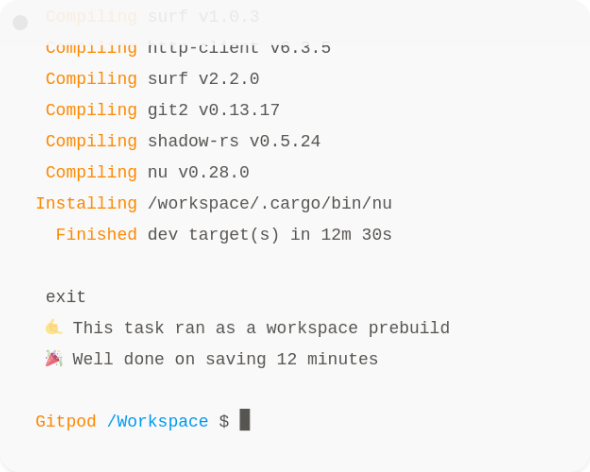 Compiling surf v1.0.3
Compiling http-client v6.3.5
Compiling surf v2.2.0
Compiling git2 v0.13.17
Compiling shadow-rs v0.5.24
Compiling nu v0.28.0
Installing /workspace/.cargo/bin/nu
Finished dev target(s) in 12m 30s
exit
🤙 This task ran as a workspace prebuild
🎉 Well done on saving 12 minutes
Gitpod /Workspace $